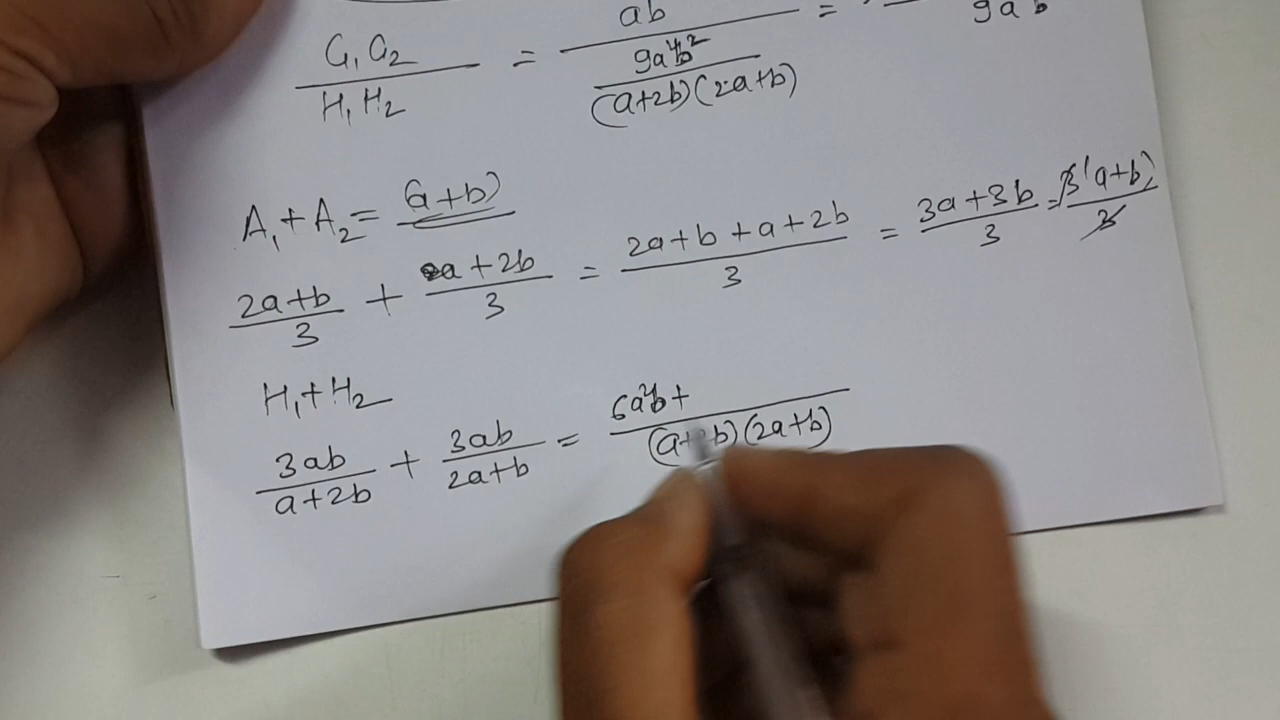 G₁G₂/H₁H₂ = ab/(9a²b²/((a+2b)(2a+b))) = 9ab
A₁+A₂ = (a+b)
(2a+b)/3 + (a+2b)/3 = (2a+b+a+2b)/3 = (3a+3b)/3 = 3(a+b)/3
H₁+H₂
3ab/(a+2b) + 3ab/(2a+b) = 6a²b+/((a+2b)(2a+b))